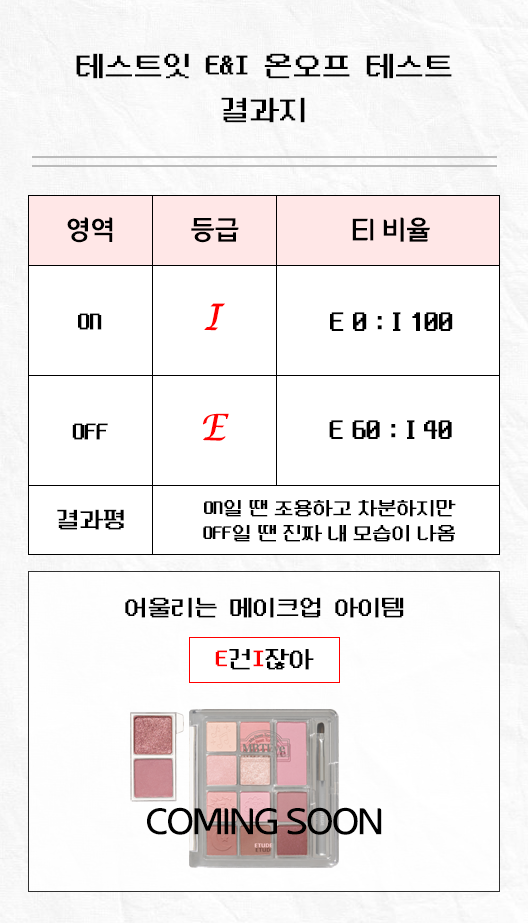 테스트잇 E&I 온오프 테스트
결과지
영역 등급 EI 비율
ON I E 0 : I 100
OFF E E 60 : I 40
결과평 ON일 땐 조용하고 차분하지만
OFF일 땐 진짜 내 모습이 나옴
어울리는 메이크업 아이템
E건I잖아
COMING SOON
ETUDE
ETUDE